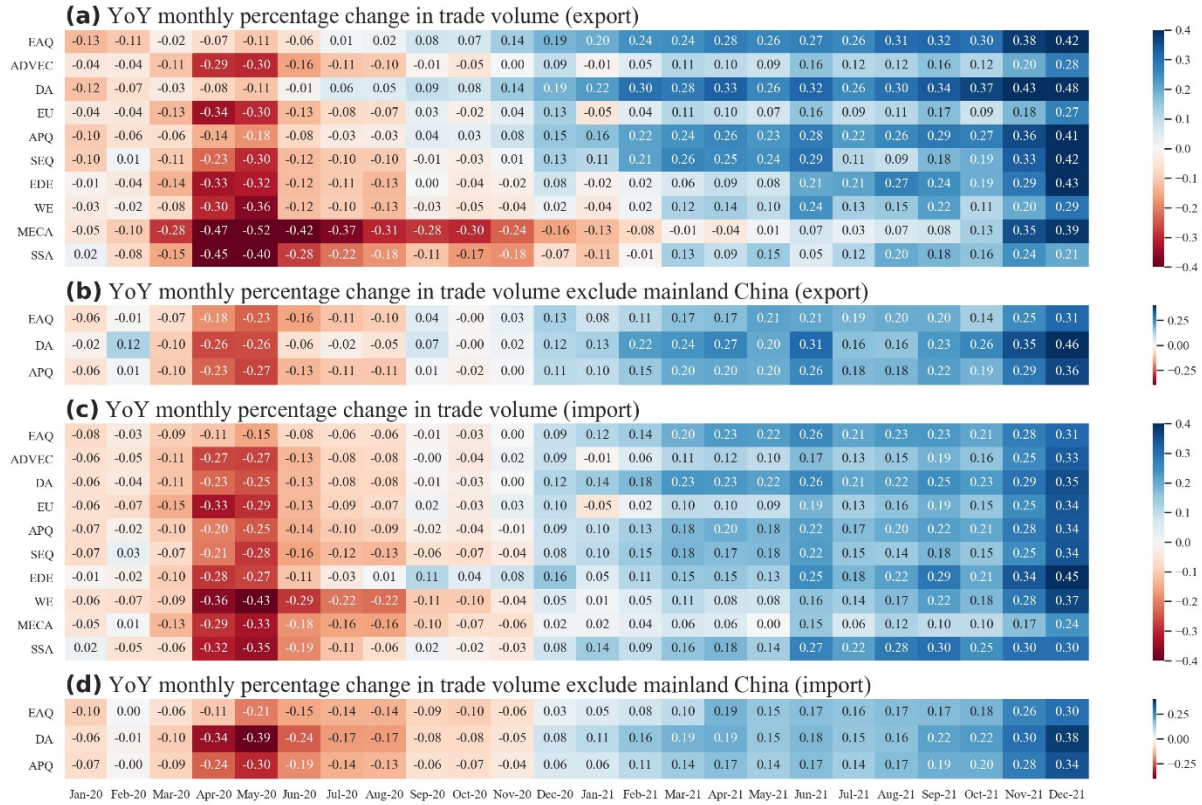 (a) YoY monthly percentage change in trade volume (export)
EAQ -0.13 -0.11 -0.02 -0.07 -0.11 -0.06 0.01 0.02 0.08 0.07 0.14 0.19 0.20 0.24 0.24 0.28 0.26 0.27 0.26 0.31 0.32 0.30 0.38 0.42
ADVEC -0.04 -0.04 -0.11 -0.29 -0.30 -0.16 -0.11 -0.10 -0.01 -0.05 0.00 0.09 -0.01 0.05 0.11 0.10 0.09 0.16 0.12 0.12 0.16 0.12 0.20 0.28
DA -0.12 -0.07 -0.03 -0.08 -0.11 -0.01 0.06 0.05 0.09 0.08 0.14 0.19 0.22 0.30 0.28 0.33 0.26 0.32 0.26 0.30 0.34 0.37 0.43 0.48
EU -0.04 -0.04 -0.13 -0.34 -0.30 -0.13 -0.08 -0.07 0.03 -0.02 0.04 0.13 -0.05 0.04 0.11 0.10 0.07 0.16 0.09 0.11 0.17 0.09 0.18 0.27
APQ -0.10 -0.06 -0.06 -0.14 -0.18 -0.08 -0.03 -0.03 0.04 0.03 0.08 0.15 0.16 0.22 0.24 0.26 0.23 0.28 0.22 0.26 0.29 0.27 0.36 0.41
SEQ -0.10 0.01 -0.11 -0.23 -0.30 -0.12 -0.10 -0.10 -0.01 -0.03 0.01 0.13 0.11 0.21 0.26 0.25 0.24 0.29 0.11 0.09 0.18 0.19 0.33 0.42
EDE -0.01 -0.04 -0.14 -0.33 -0.32 -0.12 -0.11 -0.13 0.00 -0.04 -0.02 0.08 -0.02 0.02 0.06 0.09 0.08 0.21 0.21 0.27 0.24 0.19 0.29 0.43
WE -0.03 -0.02 -0.08 -0.30 -0.36 -0.12 -0.10 -0.13 -0.03 -0.05 -0.04 0.02 -0.04 0.02 0.12 0.14 0.10 0.24 0.13 0.15 0.22 0.11 0.20 0.29
MECA -0.05 -0.10 -0.28 -0.47 -0.52 -0.42 -0.37 -0.31 -0.28 -0.30 -0.24 -0.16 -0.13 -0.08 -0.01 -0.04 0.01 0.07 0.03 0.07 0.08 0.13 0.35 0.39
SSA 0.02 -0.08 -0.15 -0.45 -0.40 -0.28 -0.22 -0.18 -0.11 -0.17 -0.18 -0.07 -0.11 -0.01 0.13 0.09 0.15 0.05 0.12 0.20 0.18 0.16 0.24 0.21
0.4
0.3
0.2
0.1
0.0
−0.1
−0.2
−0.3
−0.4
(b) YoY monthly percentage change in trade volume exclude mainland China (export)
EAQ -0.06 -0.01 -0.07 -0.18 -0.23 -0.16 -0.11 -0.10 0.04 -0.00 0.03 0.13 0.08 0.11 0.17 0.17 0.21 0.21 0.19 0.20 0.20 0.14 0.25 0.31
DA -0.02 0.12 -0.10 -0.26 -0.26 -0.06 -0.02 -0.05 0.07 -0.00 0.02 0.12 0.13 0.22 0.24 0.27 0.20 0.31 0.16 0.16 0.23 0.26 0.35 0.46
APQ -0.06 0.01 -0.10 -0.23 -0.27 -0.13 -0.11 -0.11 0.01 -0.02 0.00 0.11 0.10 0.15 0.20 0.20 0.20 0.26 0.18 0.18 0.22 0.19 0.29 0.36
0.25
0.00
−0.25
(c) YoY monthly percentage change in trade volume (import)
EAQ -0.08 -0.03 -0.09 -0.11 -0.15 -0.08 -0.06 -0.06 -0.01 -0.03 0.00 0.09 0.12 0.14 0.20 0.23 0.22 0.26 0.21 0.23 0.23 0.21 0.28 0.31
ADVEC -0.06 -0.05 -0.11 -0.27 -0.27 -0.13 -0.08 -0.08 -0.00 -0.04 0.02 0.09 -0.01 0.06 0.11 0.12 0.10 0.17 0.13 0.15 0.19 0.16 0.25 0.33
DA -0.06 -0.04 -0.11 -0.23 -0.25 -0.13 -0.08 -0.08 -0.01 -0.03 0.00 0.12 0.14 0.18 0.23 0.23 0.22 0.26 0.21 0.22 0.25 0.23 0.29 0.35
EU -0.06 -0.07 -0.15 -0.33 -0.29 -0.13 -0.06 -0.07 0.02 -0.03 0.03 0.10 -0.05 0.02 0.10 0.10 0.09 0.19 0.13 0.16 0.19 0.15 0.25 0.34
APQ -0.07 -0.02 -0.10 -0.20 -0.25 -0.14 -0.10 -0.09 -0.02 -0.04 -0.01 0.09 0.10 0.13 0.18 0.20 0.18 0.22 0.17 0.20 0.22 0.21 0.28 0.34
SEQ -0.07 0.03 -0.07 -0.21 -0.28 -0.16 -0.12 -0.13 -0.06 -0.07 -0.04 0.08 0.10 0.15 0.18 0.17 0.18 0.22 0.15 0.14 0.18 0.15 0.25 0.34
EDE -0.01 -0.02 -0.10 -0.28 -0.27 -0.11 -0.03 0.01 0.11 0.04 0.08 0.16 0.05 0.11 0.15 0.15 0.13 0.25 0.18 0.22 0.29 0.21 0.34 0.45
WE -0.06 -0.07 -0.09 -0.36 -0.43 -0.29 -0.22 -0.22 -0.11 -0.10 -0.04 0.05 0.01 0.05 0.11 0.08 0.08 0.16 0.14 0.17 0.22 0.18 0.28 0.37
MECA -0.05 0.01 -0.13 -0.29 -0.33 -0.18 -0.16 -0.16 -0.10 -0.06 -0.06 0.02 0.02 0.04 0.06 0.06 0.00 0.15 0.06 0.12 0.10 0.10 0.17 0.24
SSA 0.02 -0.05 -0.06 -0.32 -0.35 -0.19 -0.11 -0.06 0.02 -0.02 -0.03 0.08 0.14 0.09 0.16 0.18 0.14 0.27 0.22 0.28 0.30 0.25 0.30 0.30
0.4
0.3
0.2
0.1
0.0
−0.1
−0.2
−0.3
−0.4
(d) YoY monthly percentage change in trade volume exclude mainland China (import)
EAQ -0.10 0.00 -0.06 -0.11 -0.21 -0.15 -0.14 -0.14 -0.09 -0.10 -0.06 0.03 0.05 0.08 0.10 0.19 0.15 0.17 0.16 0.17 0.17 0.18 0.26 0.30
DA -0.06 -0.01 -0.10 -0.34 -0.39 -0.24 -0.17 -0.17 -0.08 -0.08 -0.05 0.08 0.11 0.16 0.19 0.19 0.15 0.18 0.15 0.16 0.22 0.22 0.30 0.38
APQ -0.07 -0.00 -0.09 -0.24 -0.30 -0.19 -0.14 -0.13 -0.06 -0.07 -0.04 0.06 0.06 0.11 0.14 0.17 0.14 0.17 0.14 0.17 0.19 0.20 0.28 0.34
0.25
0.00
−0.25
Jan-20 Feb-20 Mar-20 Apr-20 May-20 Jun-20 Jul-20 Aug-20 Sep-20 Oct-20 Nov-20 Dec-20 Jan-21 Feb-21 Mar-21 Apr-21 May-21 Jun-21 Jul-21 Aug-21 Sep-21 Oct-21 Nov-21 Dec-21